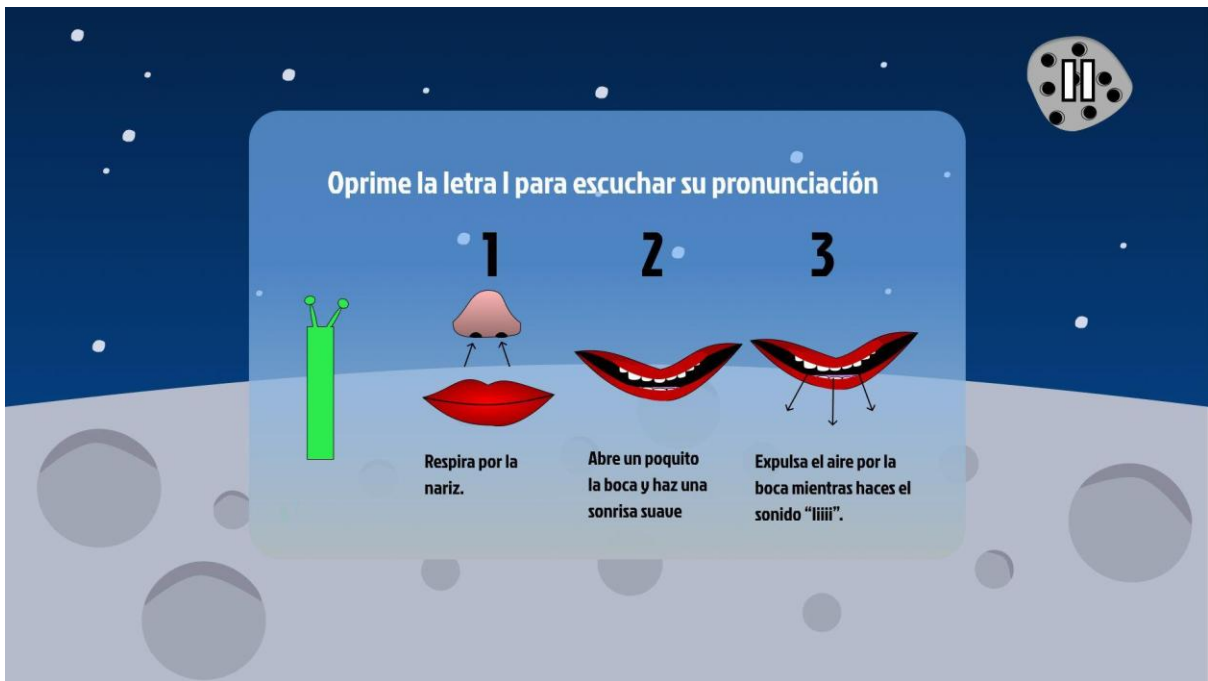 Oprime la letra I para escuchar su pronunciación
1
2
3
Respira por la
nariz.
Abre un poquito
la boca y haz una
sonrisa suave
Expulsa el aire por la
boca mientras haces el
sonido “Iiiii”.